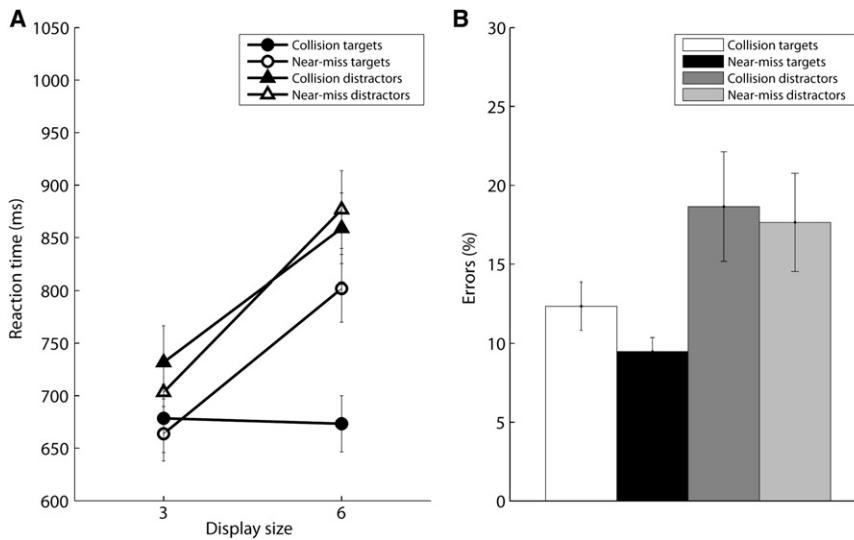 A
1050
1000
950
900
850
800
750
700
650
600
Reaction time (ms)
3
6
Display size
Collision targets
Near-miss targets
Collision distractors
Near-miss distractors
B
30
25
20
15
10
5
0
Errors (%)
Collision targets
Near-miss targets
Collision distractors
Near-miss distractors